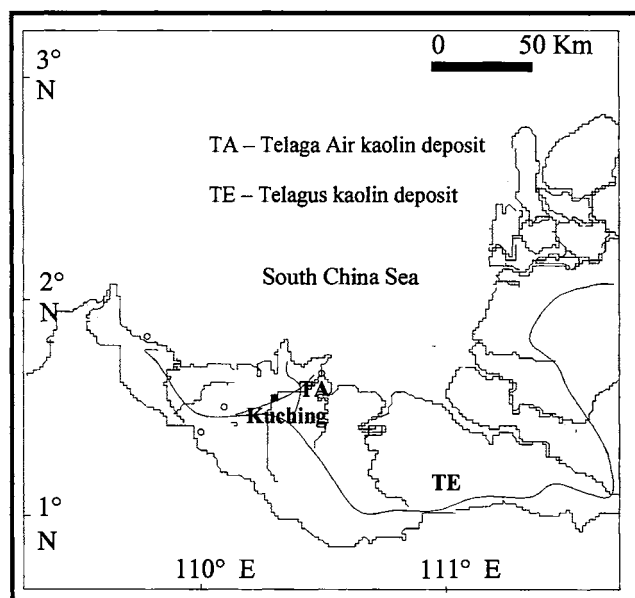 3°
N
0 50 Km
TA – Telaga Air kaolin deposit
TE – Telagus kaolin deposit
2°
N
South China Sea
TA
Kuching
TE
1°
N
110° E 111° E